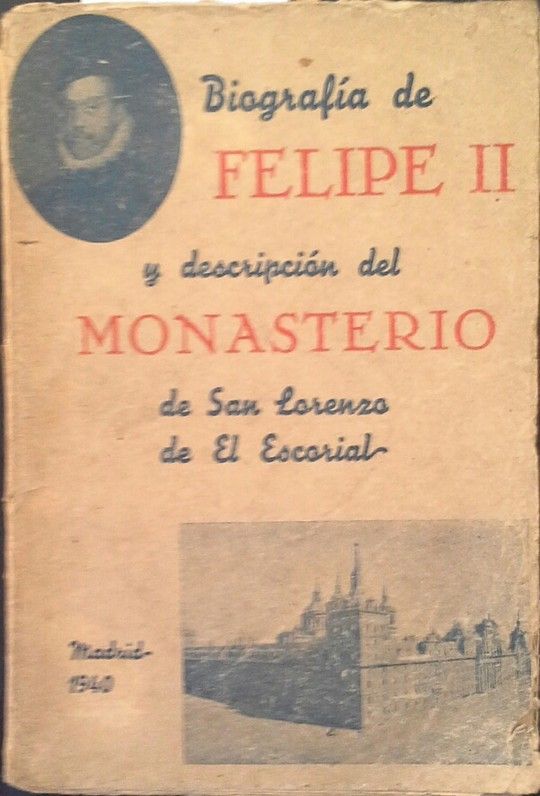 Biografía de
FELIPE II
y descripción del
MONASTERIO
de San Lorenzo
de El Escorial
Madrid
1940